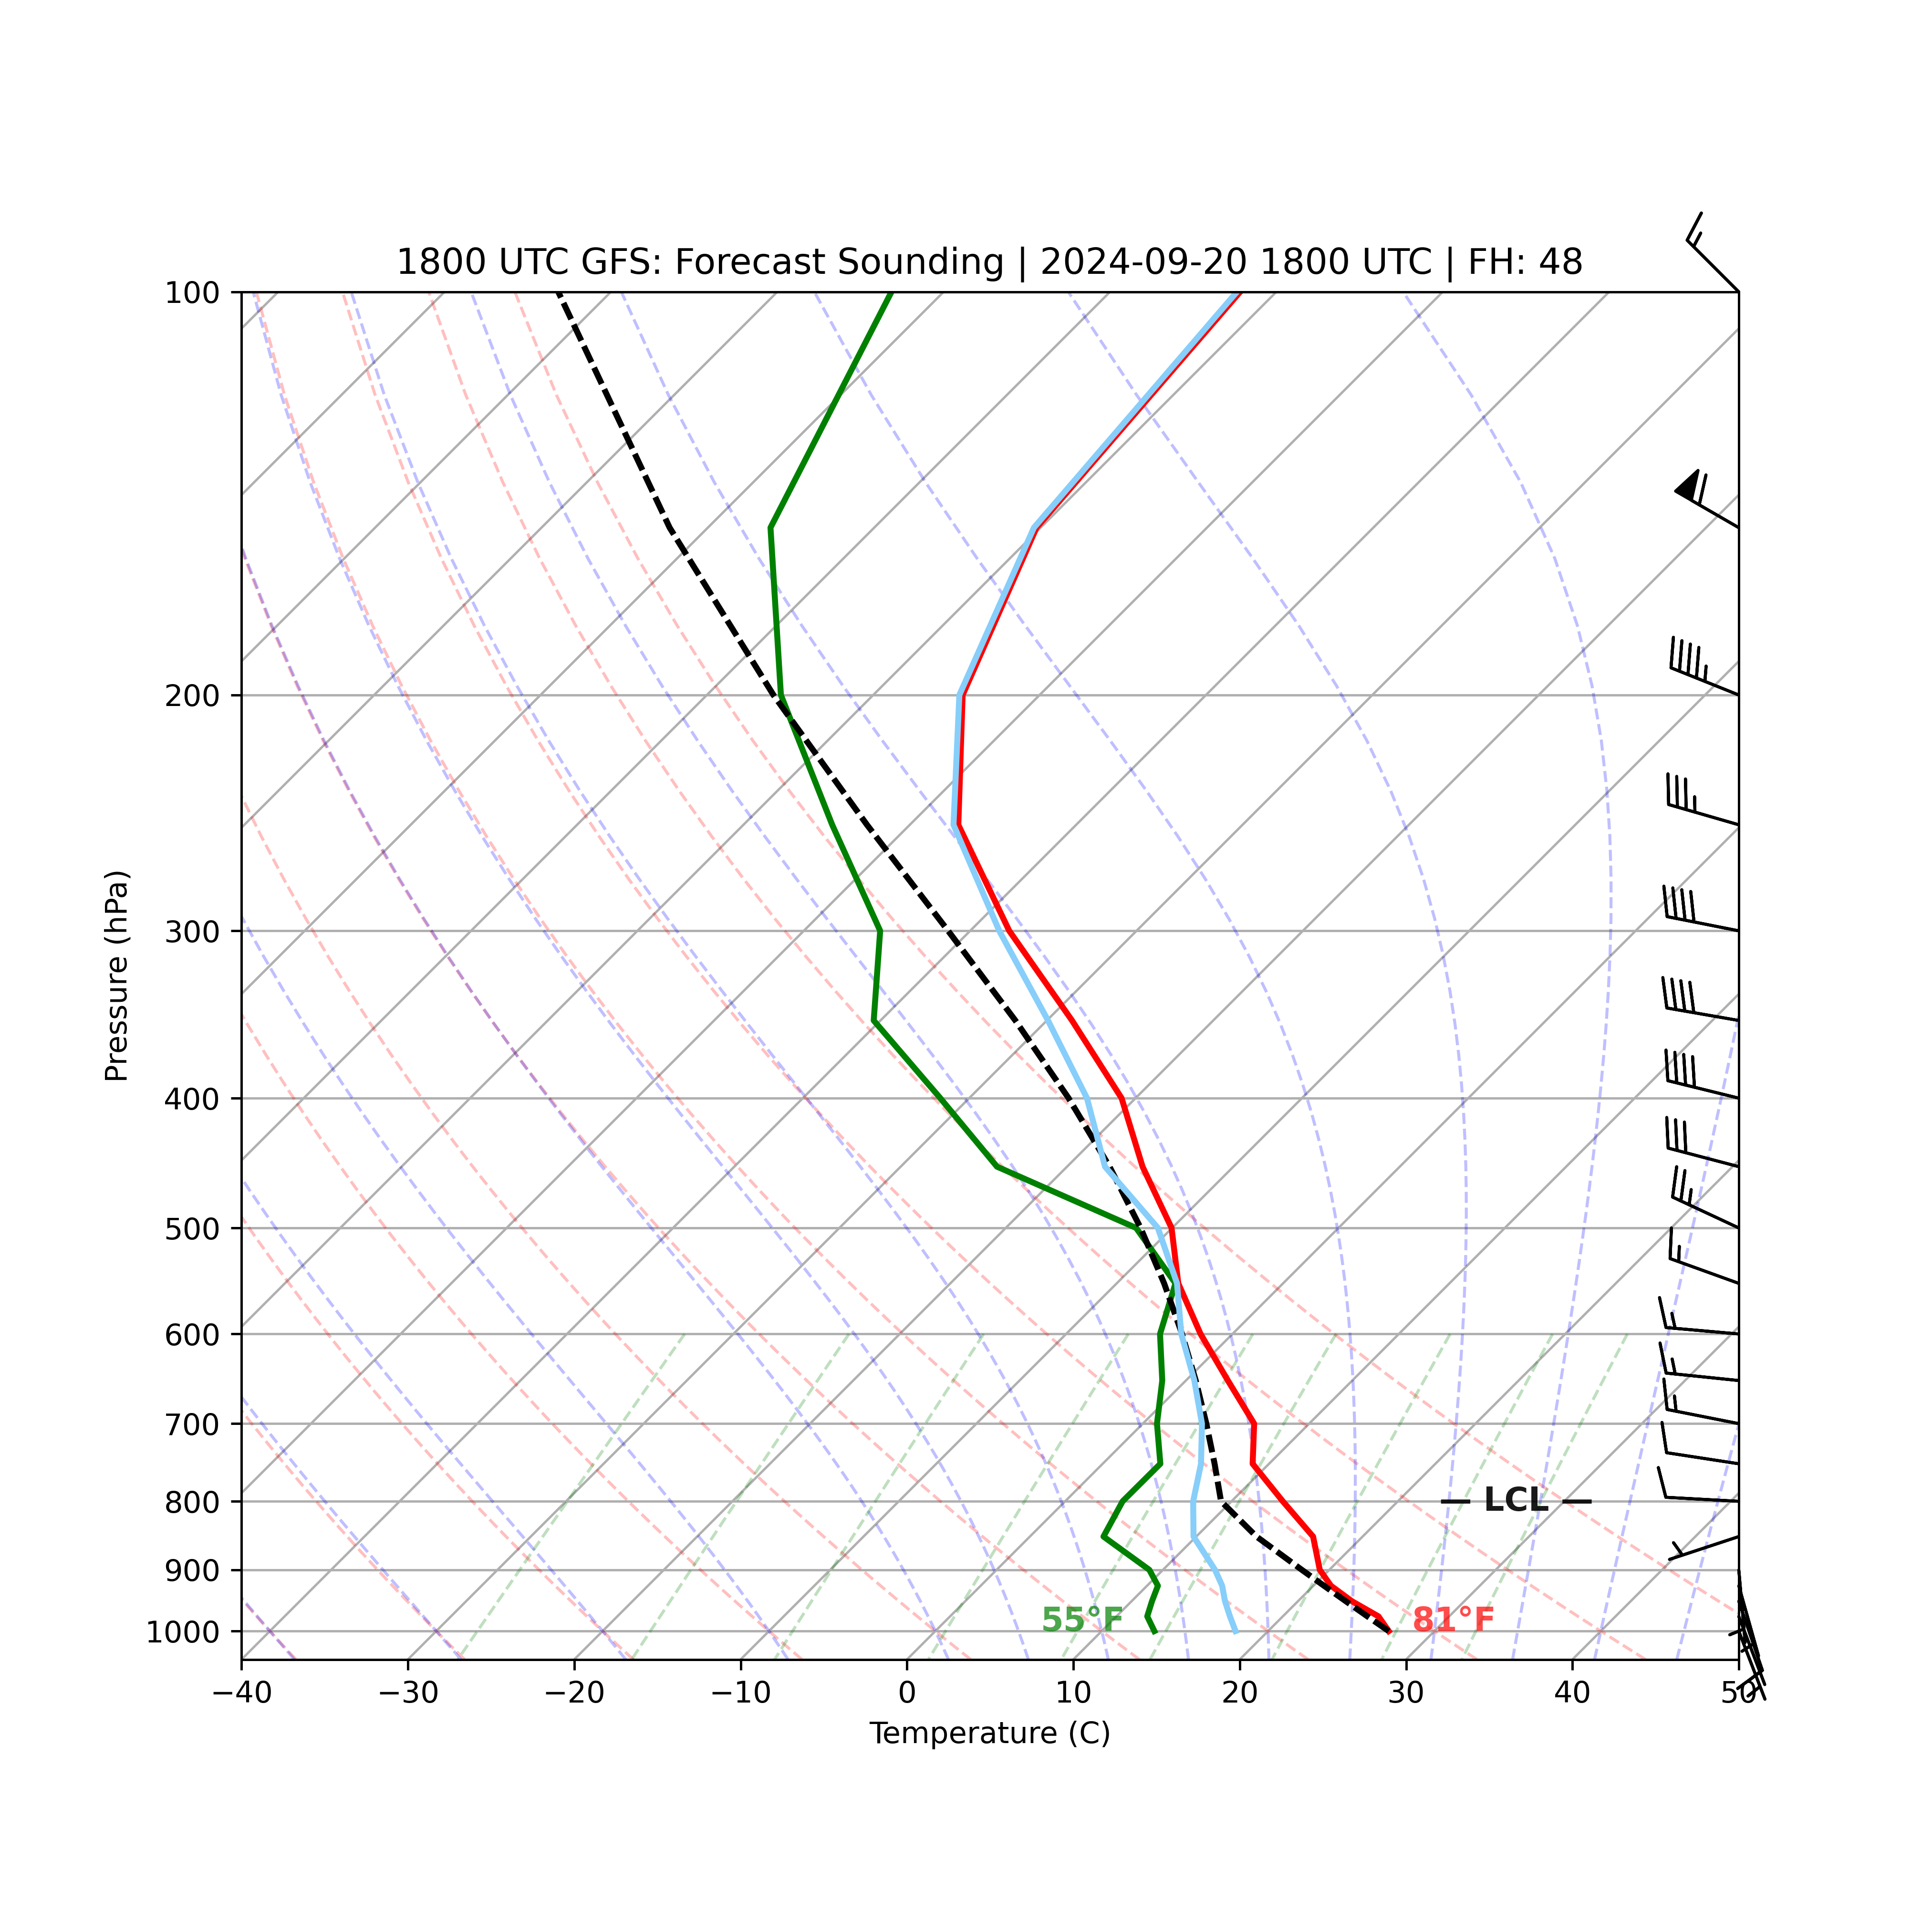 1800 UTC GFS: Forecast Sounding | 2024-09-20 1800 UTC | FH: 48
100
200
300
400
500
600
700
800
900
1000
Pressure (hPa)
LCL
55°F
81°F
−40 −30 −20 −10 0 10 20 30 40 50
Temperature (C)